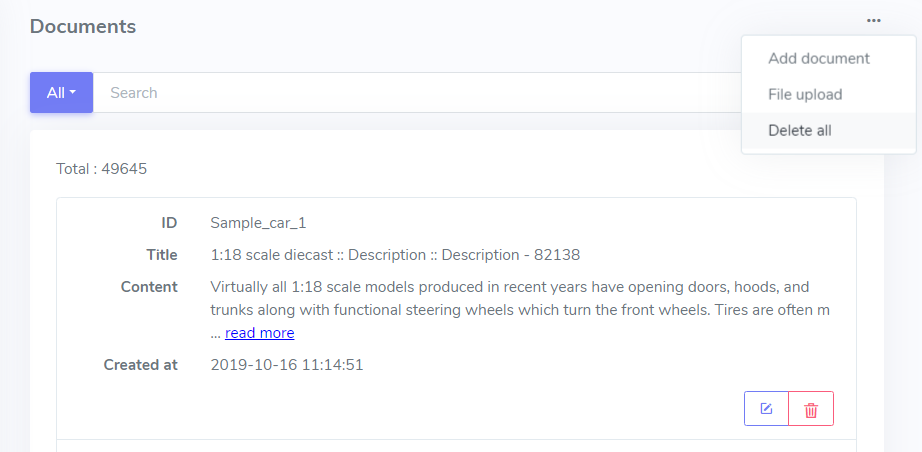 Documents
Add document
File upload
Delete all
All
Search
Total : 49645
ID Sample_car_1
Title 1:18 scale diecast :: Description :: Description - 82138
Content Virtually all 1:18 scale models produced in recent years have opening doors, hoods, and
trunks along with functional steering wheels which turn the front wheels. Tires are often m
... read more
Created at 2019-10-16 11:14:51